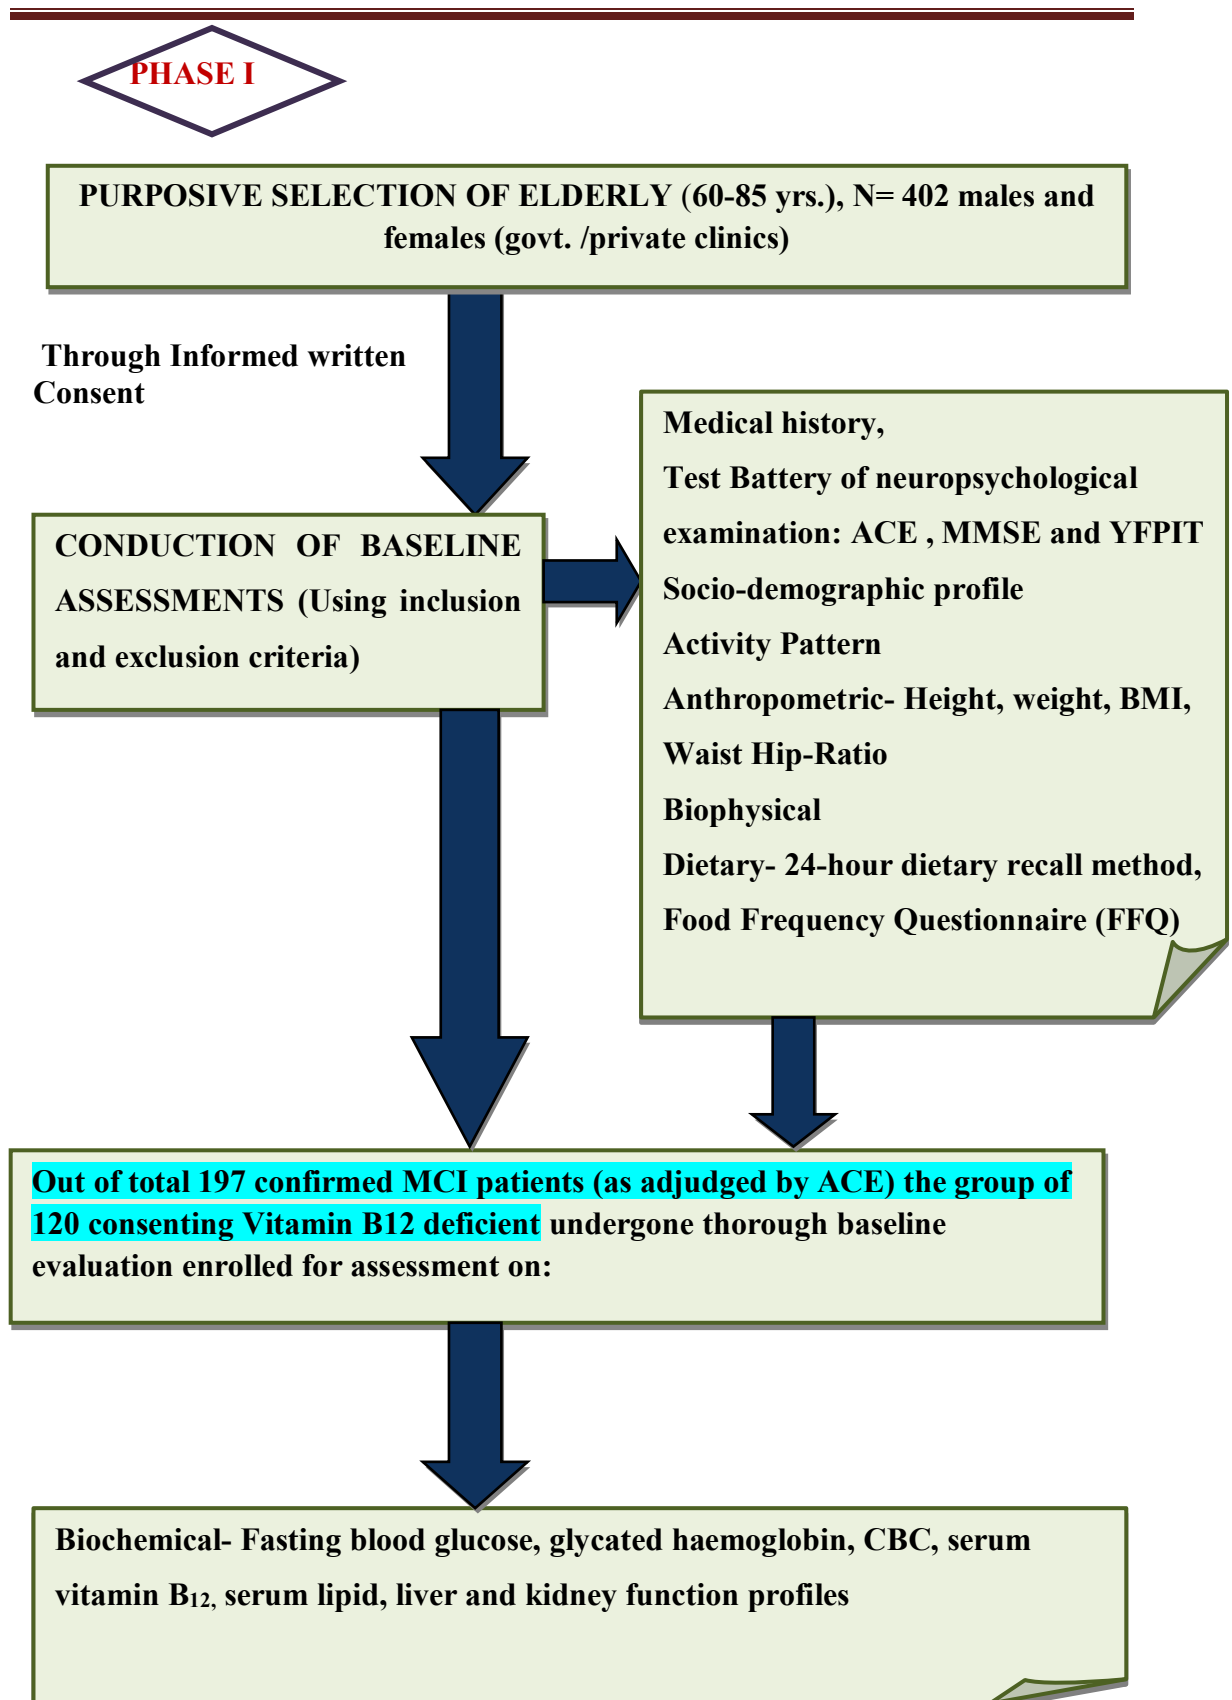 PHASE I
PURPOSIVE SELECTION OF ELDERLY (60-85 yrs.), N= 402 males and
females (govt. /private clinics)
Through Informed written
Consent
CONDUCTION OF BASELINE
ASSESSMENTS (Using inclusion
and exclusion criteria)
Medical history,
Test Battery of neuropsychological
examination: ACE , MMSE and YFPIT
Socio-demographic profile
Activity Pattern
Anthropometric- Height, weight, BMI,
Waist Hip-Ratio
Biophysical
Dietary- 24-hour dietary recall method,
Food Frequency Questionnaire (FFQ)
Out of total 197 confirmed MCI patients (as adjudged by ACE) the group of
120 consenting Vitamin B12 deficient undergone thorough baseline
evaluation enrolled for assessment on:
Biochemical- Fasting blood glucose, glycated haemoglobin, CBC, serum
vitamin B12, serum lipid, liver and kidney function profiles